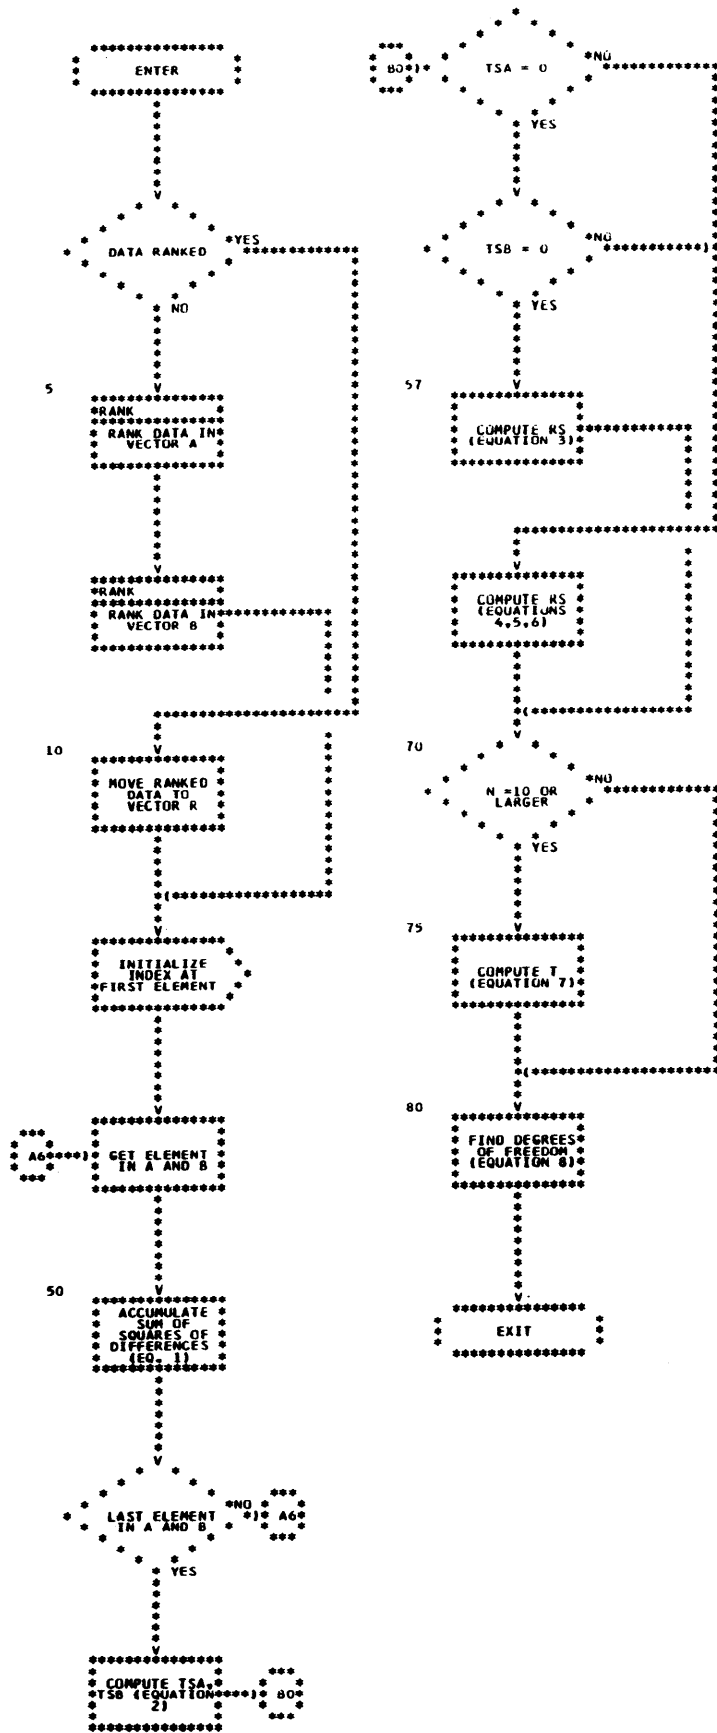 ENTER
DATA RANKED
YES
NO
5
RANK
RANK DATA IN
VECTOR A
RANK
RANK DATA IN
VECTOR B
10
MOVE RANKED
DATA TO
VECTOR R
INITIALIZE
INDEX AT
FIRST ELEMENT
A6
GET ELEMENT
IN A AND B
50
ACCUMULATE
SUM OF
SQUARES OF
DIFFERENCES
(EQ. 1)
LAST ELEMENT
IN A AND B
NO
A6
YES
COMPUTE TSA,
TSB (EQUATION
2)
B0
B0
TSA = 0
NO
YES
TSB = 0
NO
YES
57
COMPUTE RS
(EQUATION 3)
COMPUTE RS
(EQUATIONS
4,5,6)
70
N =10 OR
LARGER
NO
YES
75
COMPUTE T
(EQUATION 7)
80
FIND DEGREES
OF FREEDOM
(EQUATION 8)
EXIT